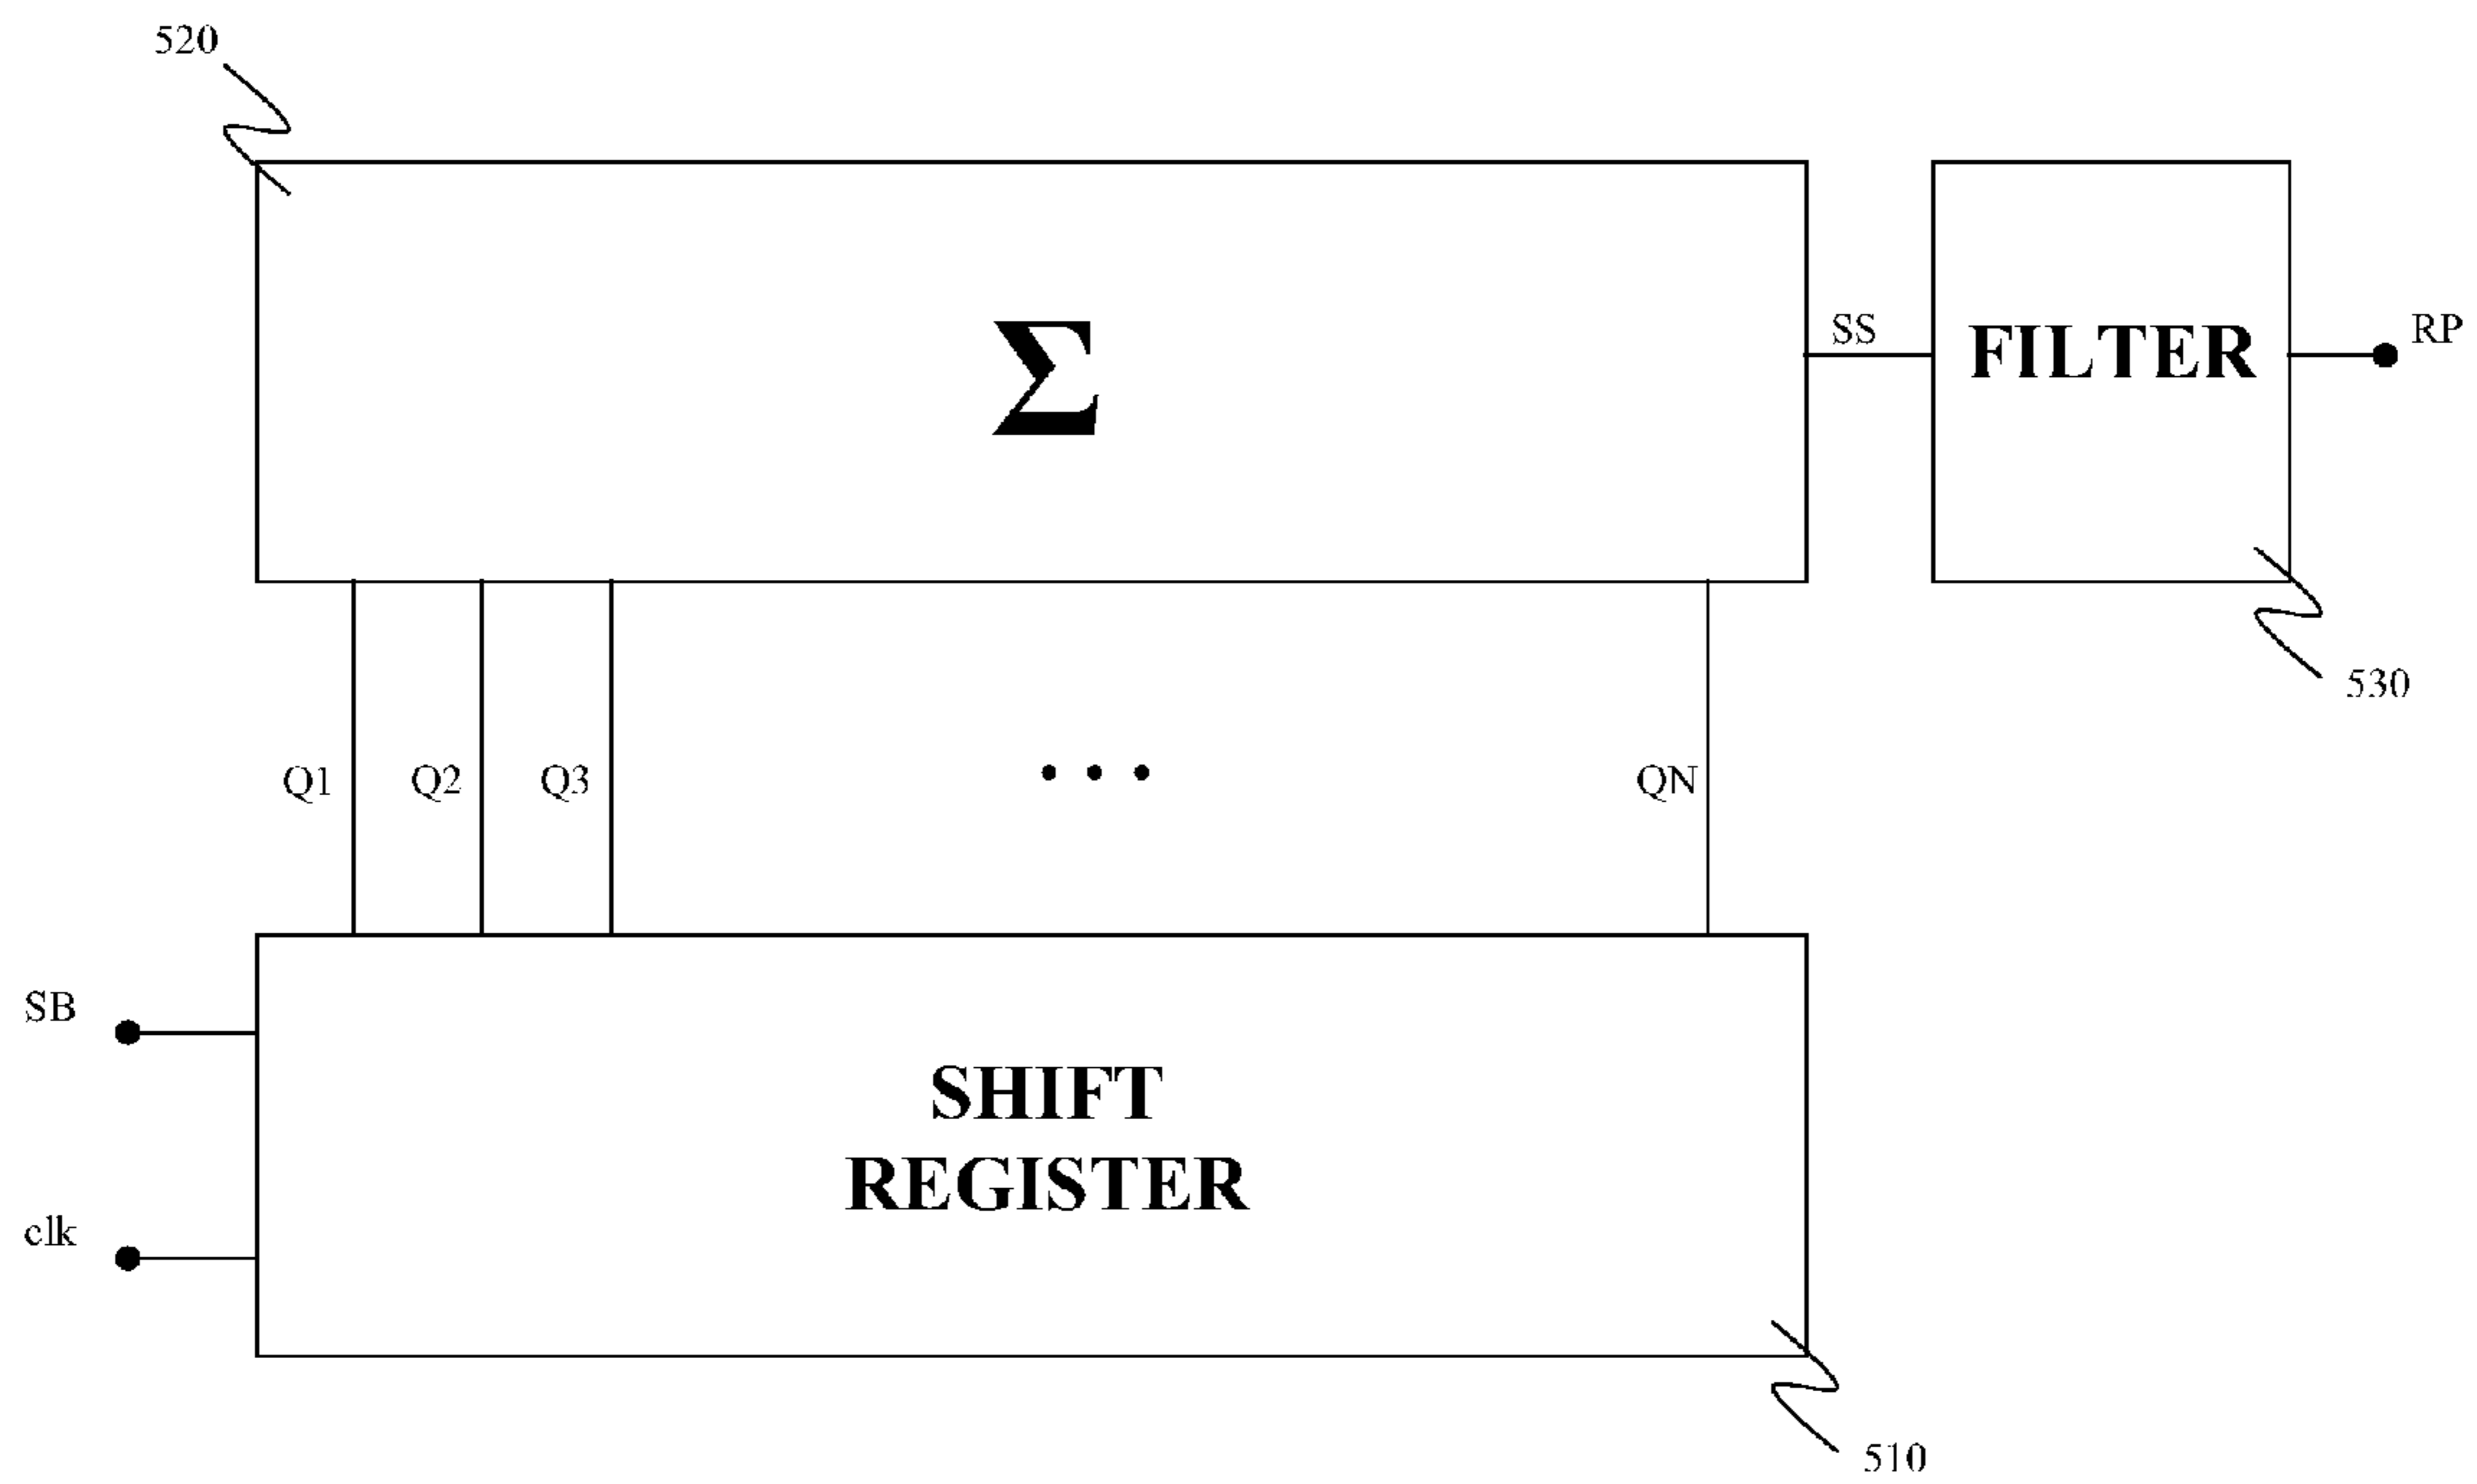 520
Σ
SS
FILTER
RP
530
Q1
Q2
Q3
• • •
QN
SB
clk
SHIFT
REGISTER
510